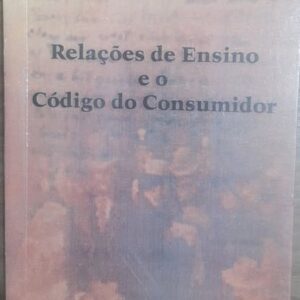 Relações de Ensino
e o
Código do Consumidor